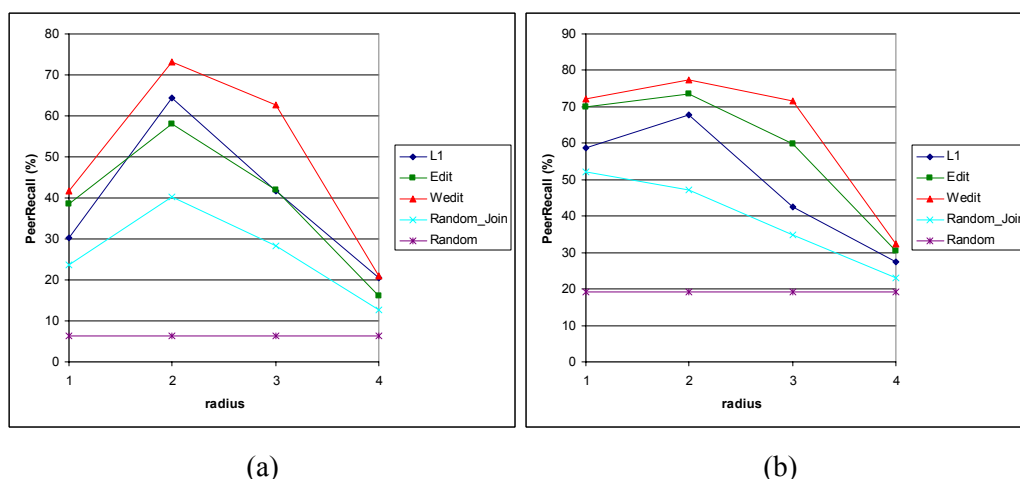 80
70
60
50
40
30
20
10
0
PeerRecall (%)
1 2 3 4
radius
L1
Edit
Wedit
Random_Join
Random
(a)
90
80
70
60
50
40
30
20
10
0
PeerRecall (%)
1 2 3 4
radius
L1
Edit
Wedit
Random_Join
Random
(b)